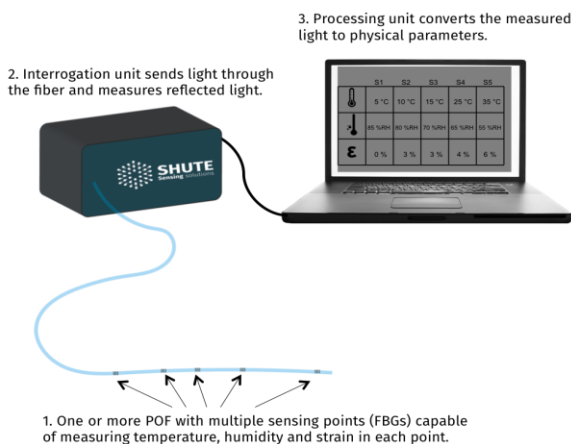 3. Processing unit converts the measured
light to physical parameters.
2. Interrogation unit sends light through
the fiber and measures reflected light.
S1 S2 S3 S4 S5
5 °C 10 °C 15 °C 25 °C 35 °C
85 %RH 80 %RH 70 %RH 65 %RH 55 %RH
ε 0 % 3 % 3 % 4 % 6 %
SHUTE
Sensing solutions
1. One or more POF with multiple sensing points (FBGs) capable
of measuring temperature, humidity and strain in each point.